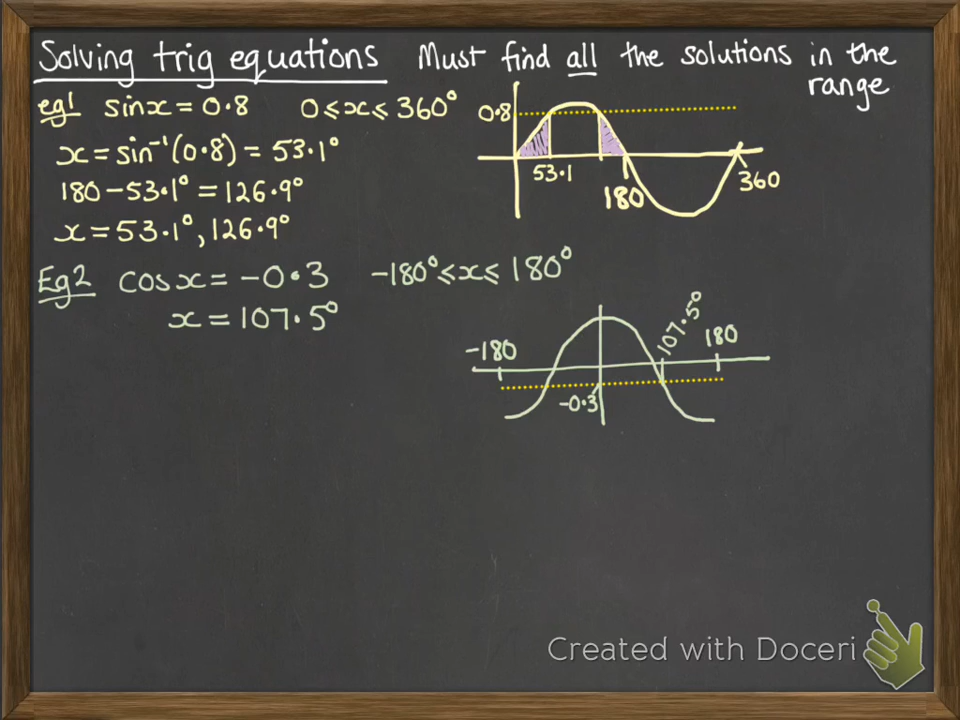 Solving trig equations Must find all the solutions in the range
eg1 sinx = 0.8 0 ⩽ x ⩽ 360°
x = sin⁻¹(0.8) = 53.1°
180 - 53.1° = 126.9°
x = 53.1°, 126.9°
0.8
53.1
180
360
Eg2 cosx = -0.3 -180° ⩽ x ⩽ 180°
x = 107.5°
-180
107.5°
180
-0.3
Created with Doceri